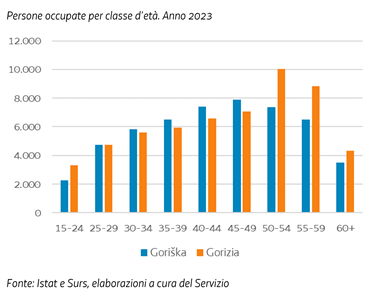 Persone occupate per classe d'età. Anno 2023
12.000
10.000
8.000
6.000
4.000
2.000
0
15-24 25-29 30-34 35-39 40-44 45-49 50-54 55-59 60+
Goriška Gorizia
Fonte: Istat e Surs, elaborazioni a cura del Servizio